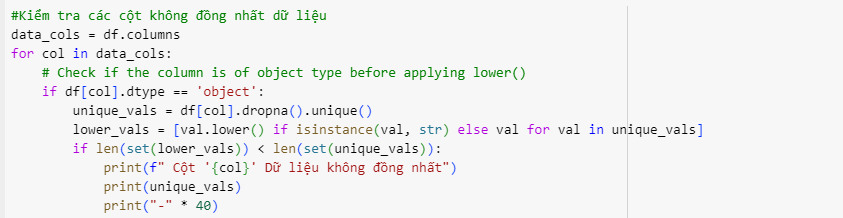 #Kiểm tra các cột không đồng nhất dữ liệu
data_cols = df.columns
for col in data_cols:
    # Check if the column is of object type before applying lower()
    if df[col].dtype == 'object':
        unique_vals = df[col].dropna().unique()
        lower_vals = [val.lower() if isinstance(val, str) else val for val in unique_vals]
        if len(set(lower_vals)) < len(set(unique_vals)):
            print(f" Cột '{col}' Dữ liệu không đồng nhất")
            print(unique_vals)
            print("-" * 40)